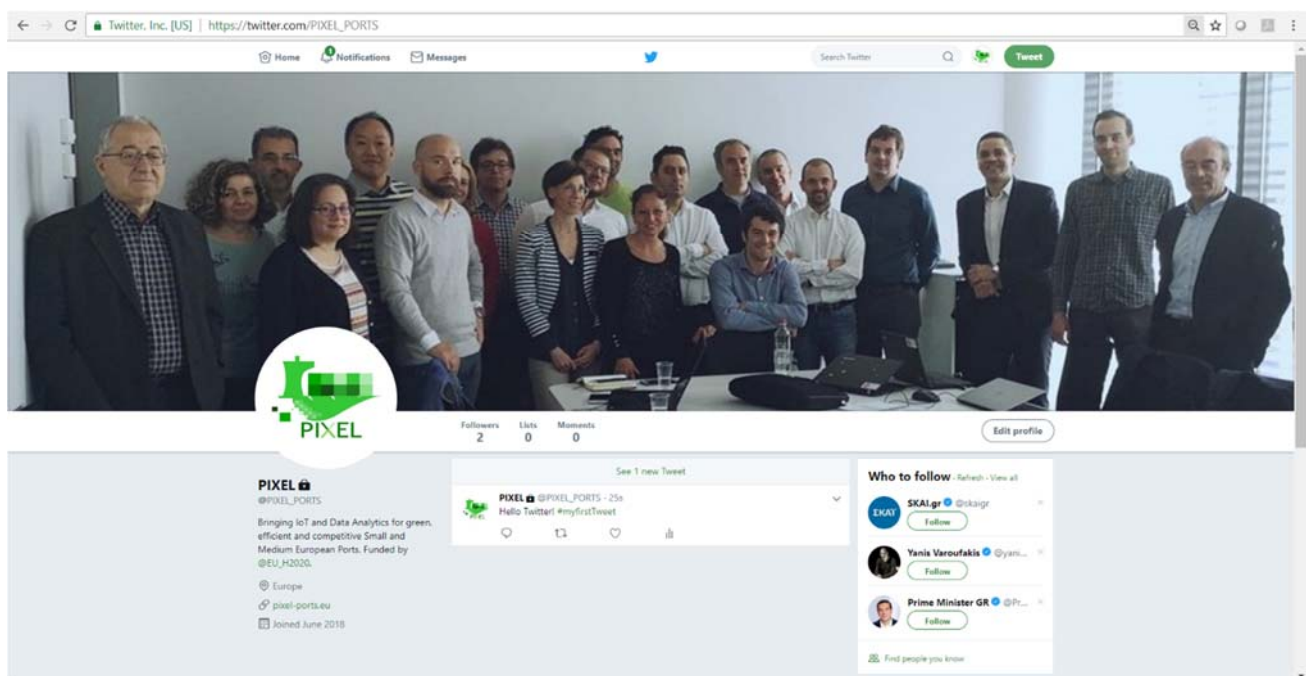 Twitter, Inc. [US] | https://twitter.com/PIXEL_PORTS
Home Notifications Messages Search Twitter Tweet
1
PIXEL
Followers Lists Moments
2 0 0
Edit profile
PIXEL
@PIXEL_PORTS
Bringing IoT and Data Analytics for green,
efficient and competitive Small and
Medium European Ports. Funded by
@EU_H2020.
Europe
pixel-ports.eu
Joined June 2018
See 1 new Tweet
PIXEL @PIXEL_PORTS · 25s
Hello Twitter! #myfirstTweet
Who to follow · Refresh · View all
ΣΚΑΪ
SKAI.gr @skaigr
Follow
Yanis Varoufakis @yani...
Follow
Prime Minister GR @Pr...
Follow
Find people you know